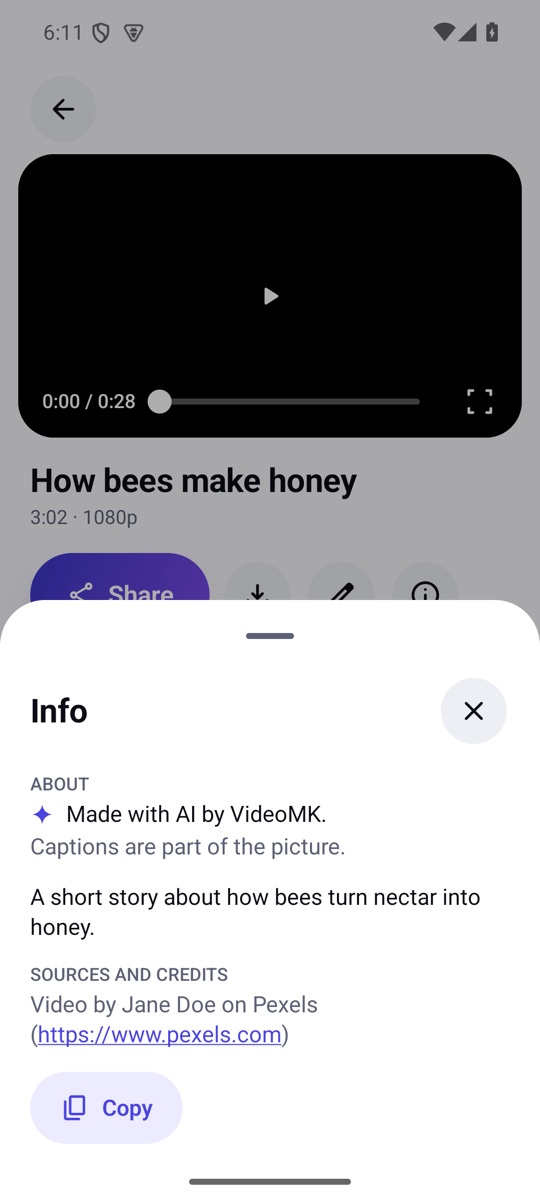 6:11
0:00 / 0:28
How bees make honey
3:02 · 1080p
Share
Info
ABOUT
Made with AI by VideoMK.
Captions are part of the picture.
A short story about how bees turn nectar into
honey.
SOURCES AND CREDITS
Video by Jane Doe on Pexels
(https://www.pexels.com)
Copy